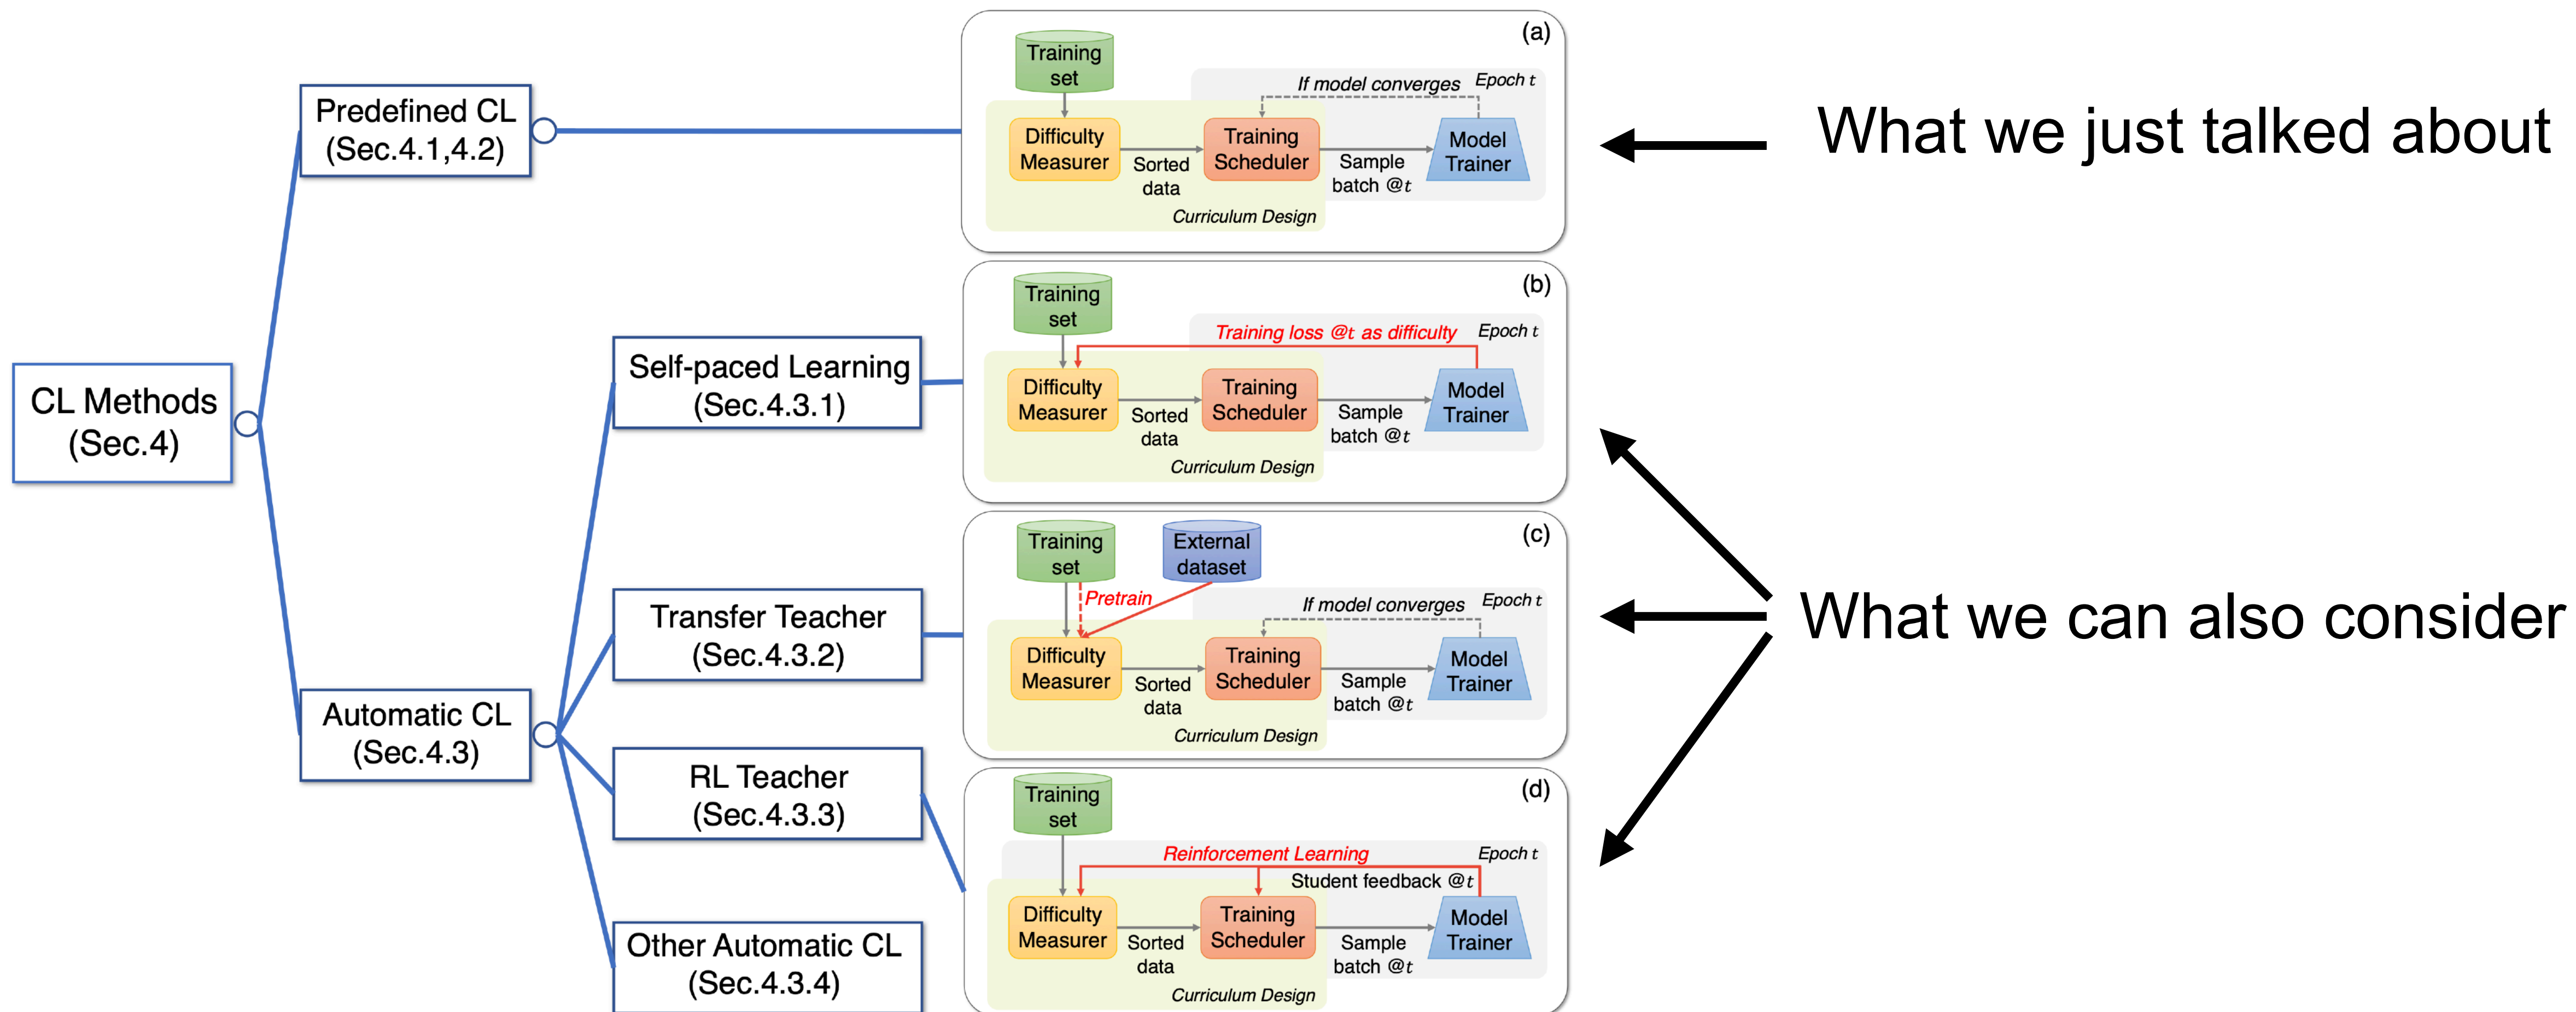 CL Methods
(Sec.4)
Predefined CL
(Sec.4.1,4.2)
Automatic CL
(Sec.4.3)
Self-paced Learning
(Sec.4.3.1)
Transfer Teacher
(Sec.4.3.2)
RL Teacher
(Sec.4.3.3)
Other Automatic CL
(Sec.4.3.4)
(a)
Training
set
If model converges
Epoch t
Difficulty
Measurer
Sorted
data
Training
Scheduler
Sample
batch @t
Model
Trainer
Curriculum Design
(b)
Training
set
Training loss @t as difficulty
Epoch t
Difficulty
Measurer
Sorted
data
Training
Scheduler
Sample
batch @t
Model
Trainer
Curriculum Design
(c)
Training
set
External
dataset
Pretrain
If model converges
Epoch t
Difficulty
Measurer
Sorted
data
Training
Scheduler
Sample
batch @t
Model
Trainer
Curriculum Design
(d)
Training
set
Reinforcement Learning
Epoch t
Student feedback @t
Difficulty
Measurer
Sorted
data
Training
Scheduler
Sample
batch @t
Model
Trainer
Curriculum Design
What we just talked about
What we can also consider